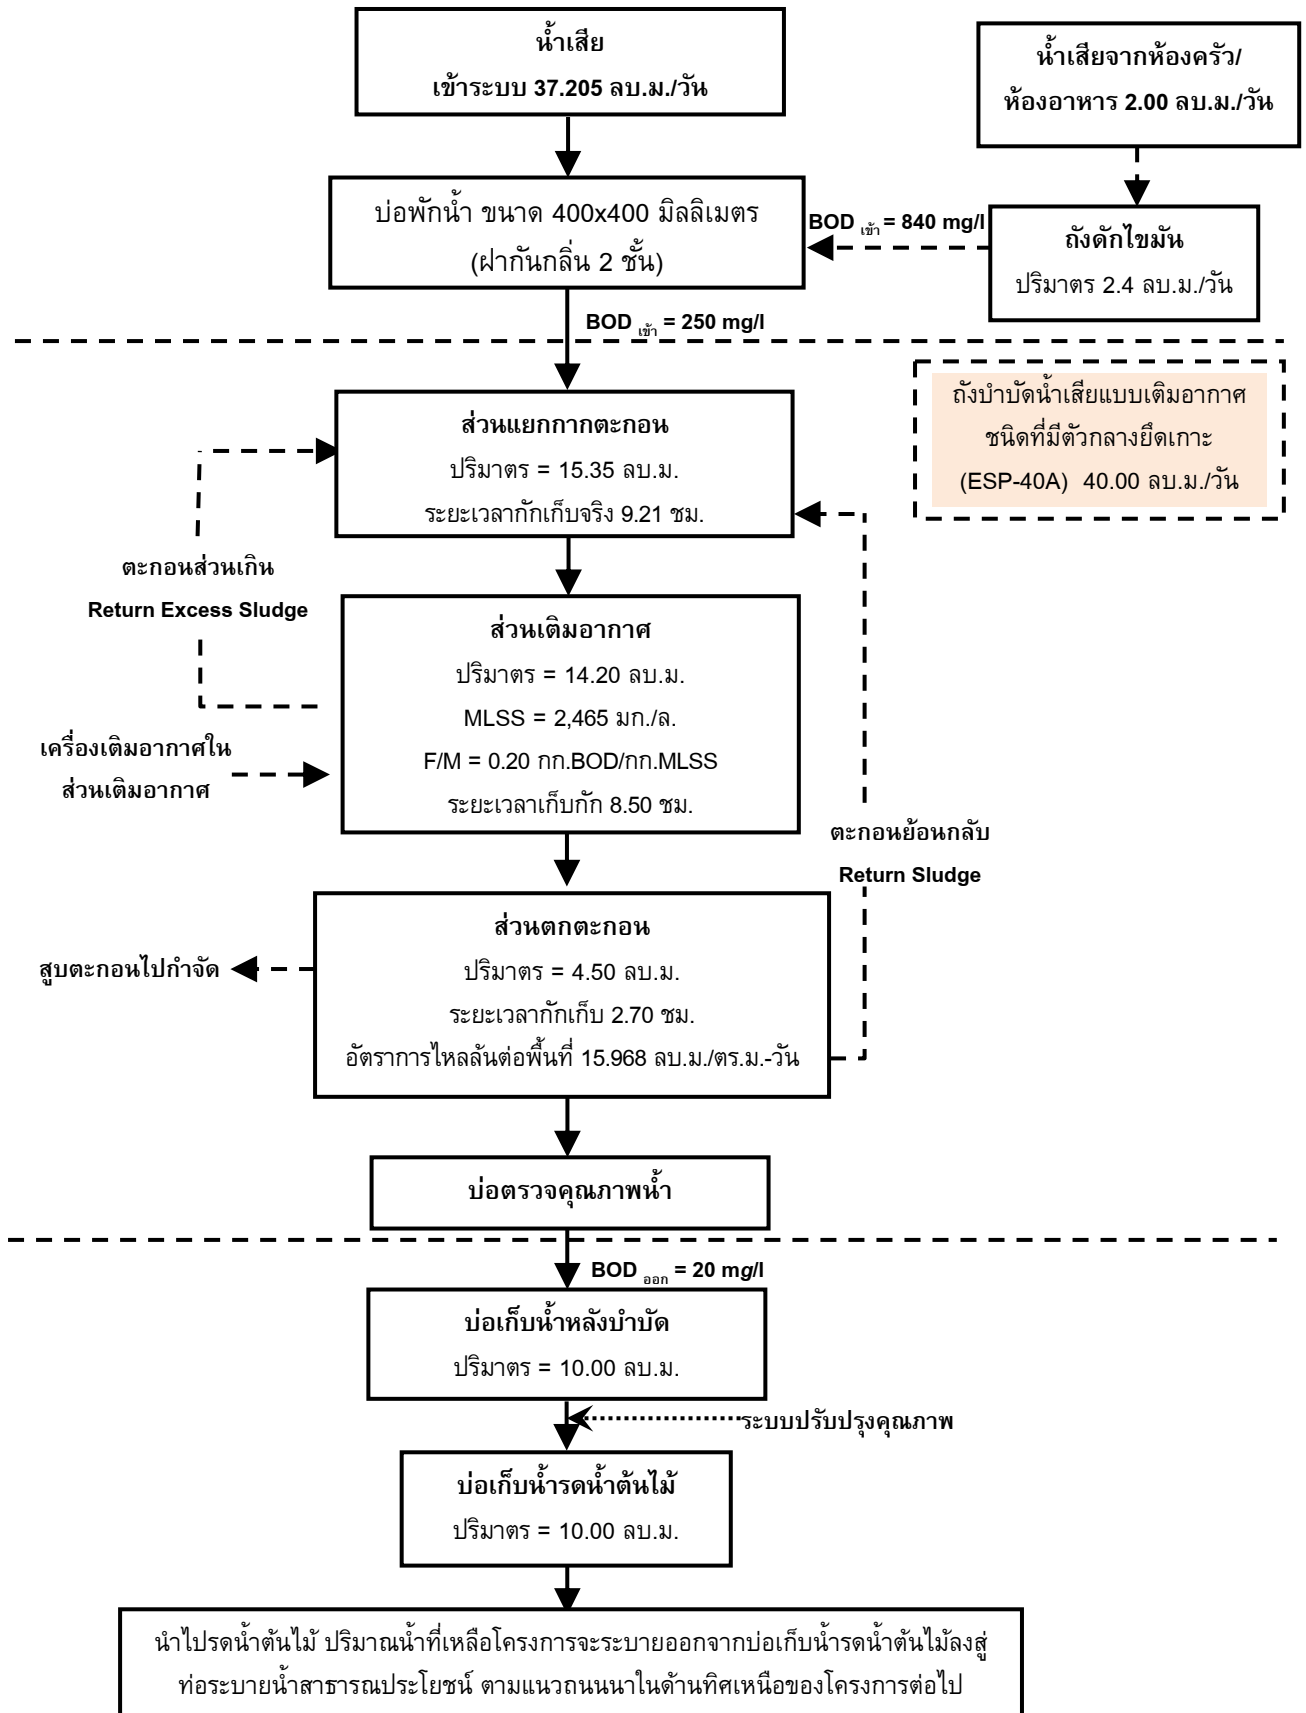 น้ำเสีย
เข้าระบบ 37.205 ลบ.ม./วัน
น้ำเสียจากห้องครัว/
ห้องอาหาร 2.00 ลบ.ม./วัน
บ่อพักน้ำ ขนาด 400x400 มิลลิเมตร
(ฝากันกลิ่น 2 ชั้น)
BOD เข้า = 840 mg/l
ถังดักไขมัน
ปริมาตร 2.4 ลบ.ม./วัน
BOD เข้า = 250 mg/l
ถังบำบัดน้ำเสียแบบเติมอากาศ
ชนิดที่มีตัวกลางยึดเกาะ
(ESP-40A) 40.00 ลบ.ม./วัน
ส่วนแยกกากตะกอน
ปริมาตร = 15.35 ลบ.ม.
ระยะเวลากักเก็บจริง 9.21 ชม.
ตะกอนส่วนเกิน
Return Excess Sludge
ส่วนเติมอากาศ
ปริมาตร = 14.20 ลบ.ม.
MLSS = 2,465 มก./ล.
F/M = 0.20 กก.BOD/กก.MLSS
ระยะเวลาเก็บกัก 8.50 ชม.
เครื่องเติมอากาศใน
ส่วนเติมอากาศ
ตะกอนย้อนกลับ
Return Sludge
ส่วนตกตะกอน
ปริมาตร = 4.50 ลบ.ม.
ระยะเวลากักเก็บ 2.70 ชม.
อัตราการไหลล้นต่อพื้นที่ 15.968 ลบ.ม./ตร.ม.-วัน
สูบตะกอนไปกำจัด
บ่อตรวจคุณภาพน้ำ
BOD ออก = 20 mg/l
บ่อเก็บน้ำหลังบำบัด
ปริมาตร = 10.00 ลบ.ม.
ระบบปรับปรุงคุณภาพ
บ่อเก็บน้ำรดน้ำต้นไม้
ปริมาตร = 10.00 ลบ.ม.
นำไปรดน้ำต้นไม้ ปริมาณน้ำที่เหลือโครงการจะระบายออกจากบ่อเก็บน้ำรดน้ำต้นไม้ลงสู่
ท่อระบายน้ำสาธารณประโยชน์ ตามแนวถนนนาในด้านทิศเหนือของโครงการต่อไป